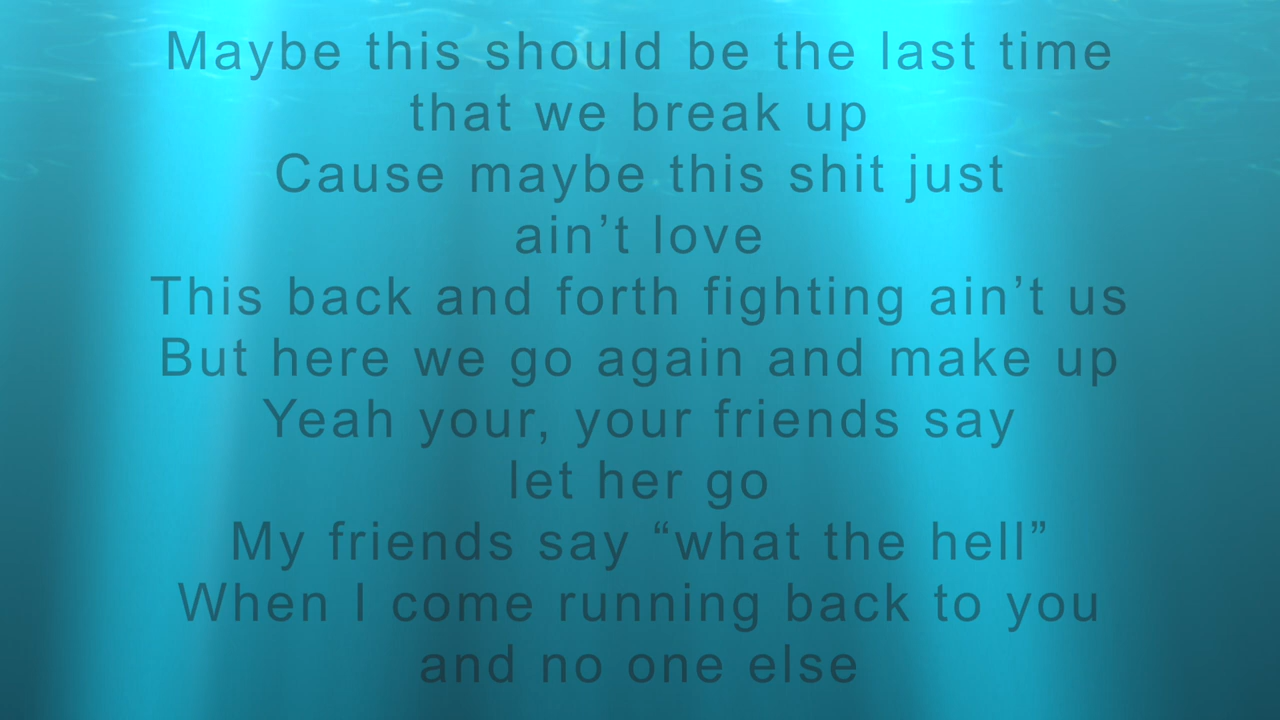 Maybe this should be the last time
that we break up
Cause maybe this shit just
ain’t love
This back and forth fighting ain’t us
But here we go again and make up
Yeah your, your friends say
let her go
My friends say “what the hell”
When I come running back to you
and no one else